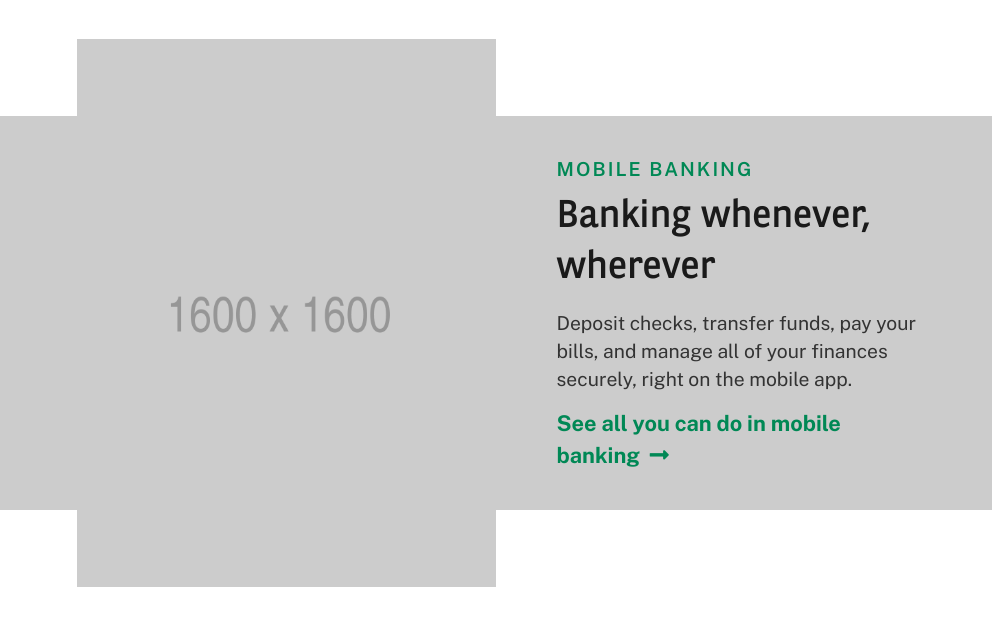 1600 x 1600
MOBILE BANKING
Banking whenever,
wherever
Deposit checks, transfer funds, pay your
bills, and manage all of your finances
securely, right on the mobile app.
See all you can do in mobile
banking →